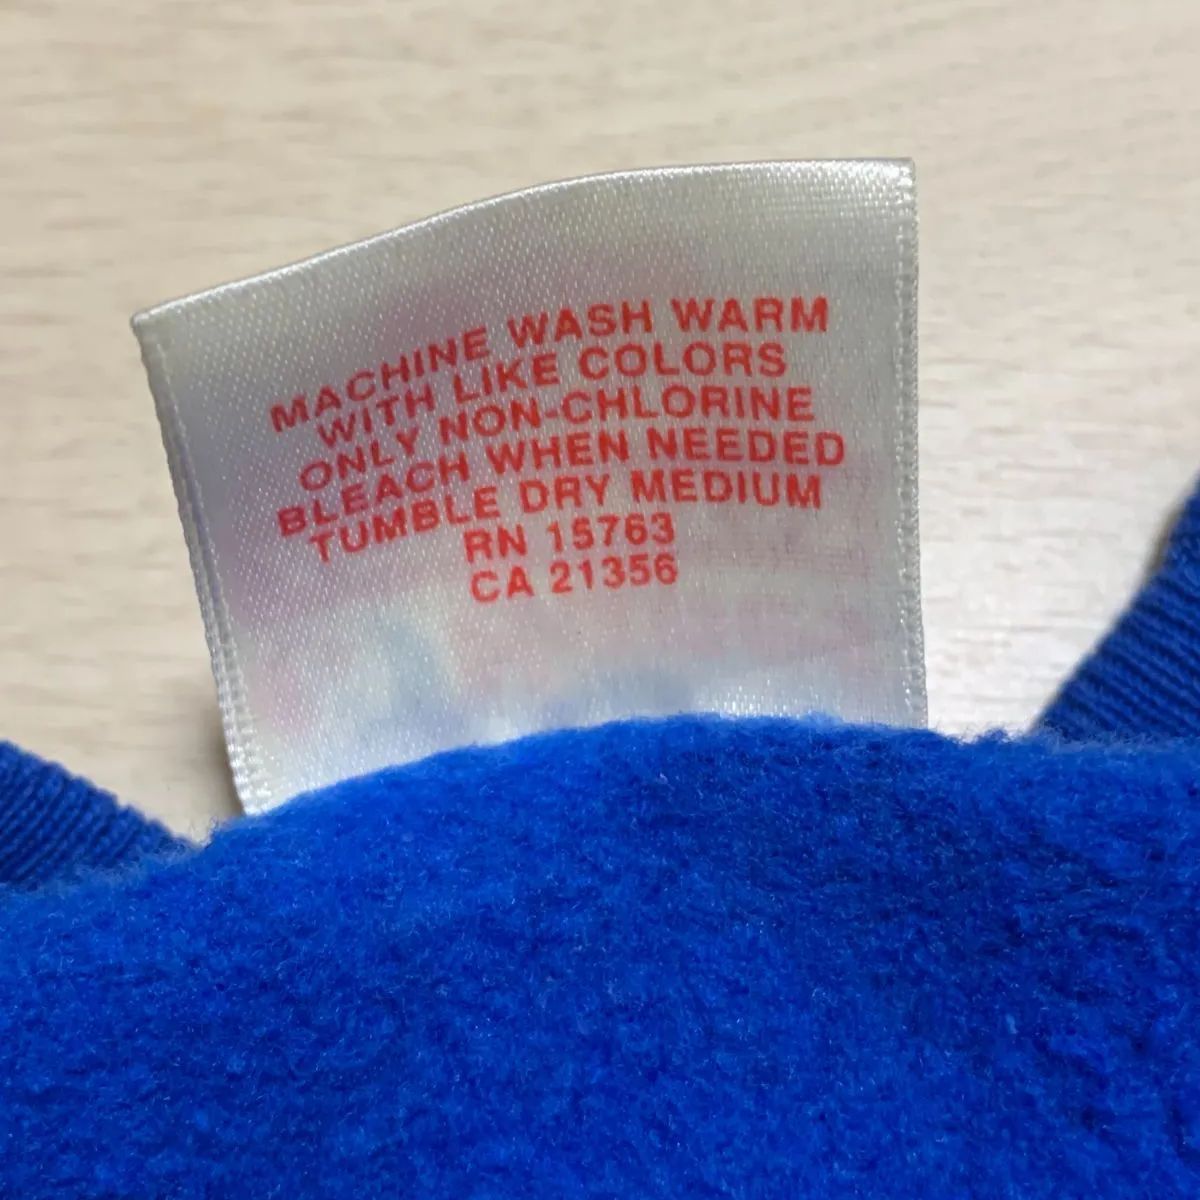 MACHINE WASH WARM
WITH LIKE COLORS
ONLY NON-CHLORINE
BLEACH WHEN NEEDED
TUMBLE DRY MEDIUM
RN 15763
CA 21356